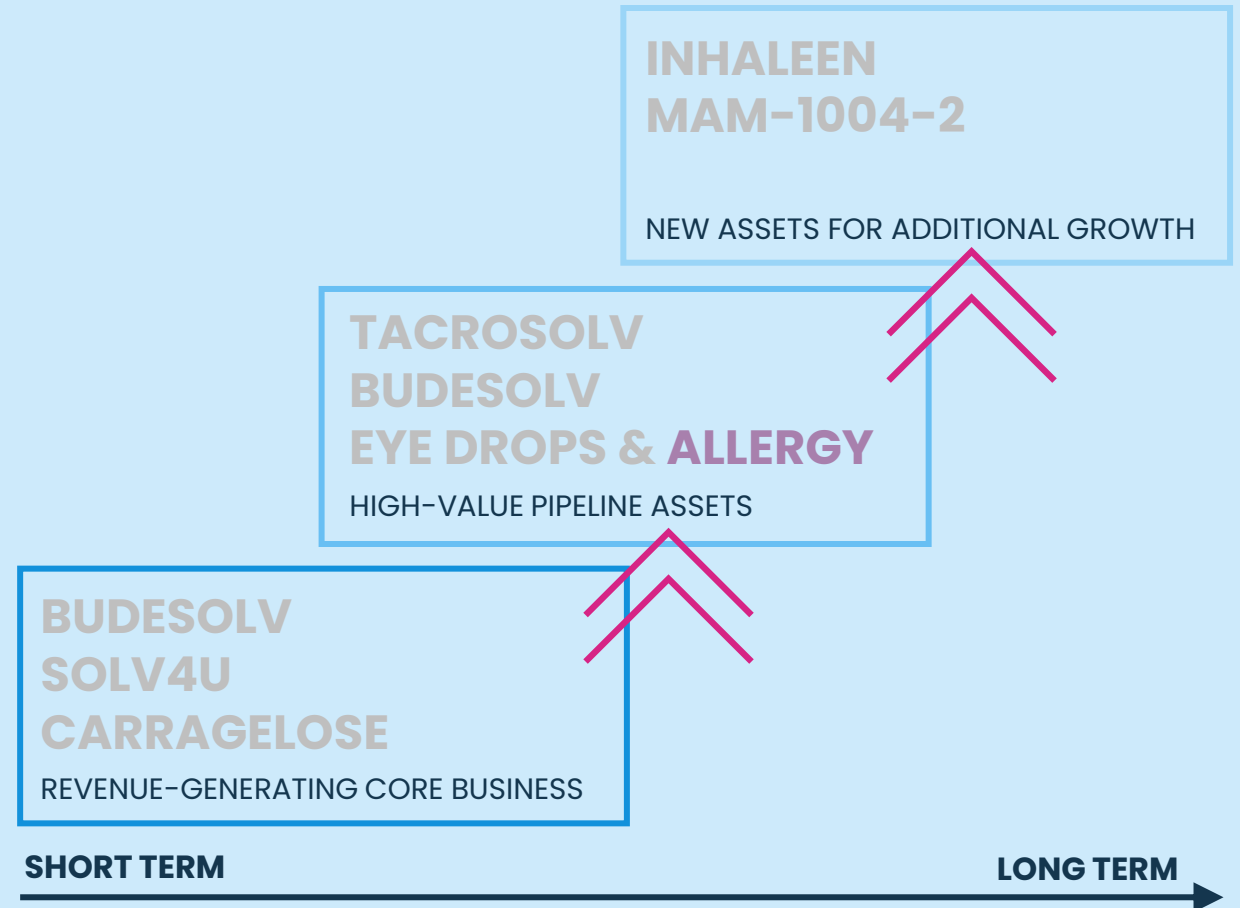 INHALEEN
MAM-1004-2
NEW ASSETS FOR ADDITIONAL GROWTH
TACROSOLV
BUDESOLV
EYE DROPS & ALLERGY
HIGH-VALUE PIPELINE ASSETS
BUDESOLV
SOLV4U
CARRAGELOSE
REVENUE-GENERATING CORE BUSINESS
SHORT TERM
LONG TERM